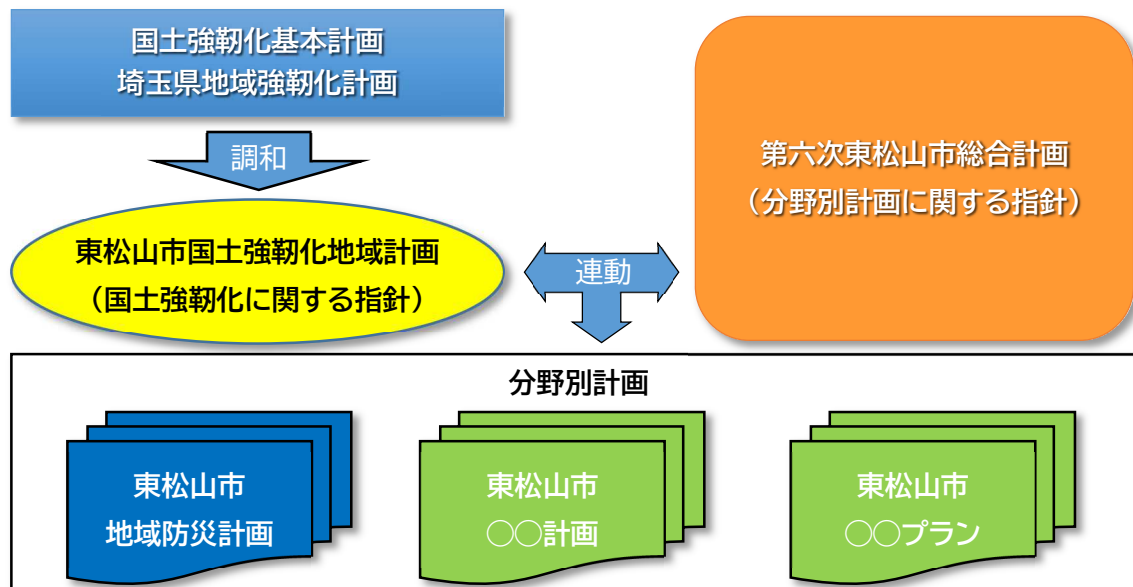 国土強靭化基本計画
埼玉県地域強靭化計画
調和
東松山市国土強靭化地域計画
（国土強靭化に関する指針）
連動
第六次東松山市総合計画
（分野別計画に関する指針）
分野別計画
東松山市
地域防災計画
東松山市
○○計画
東松山市
○○プラン